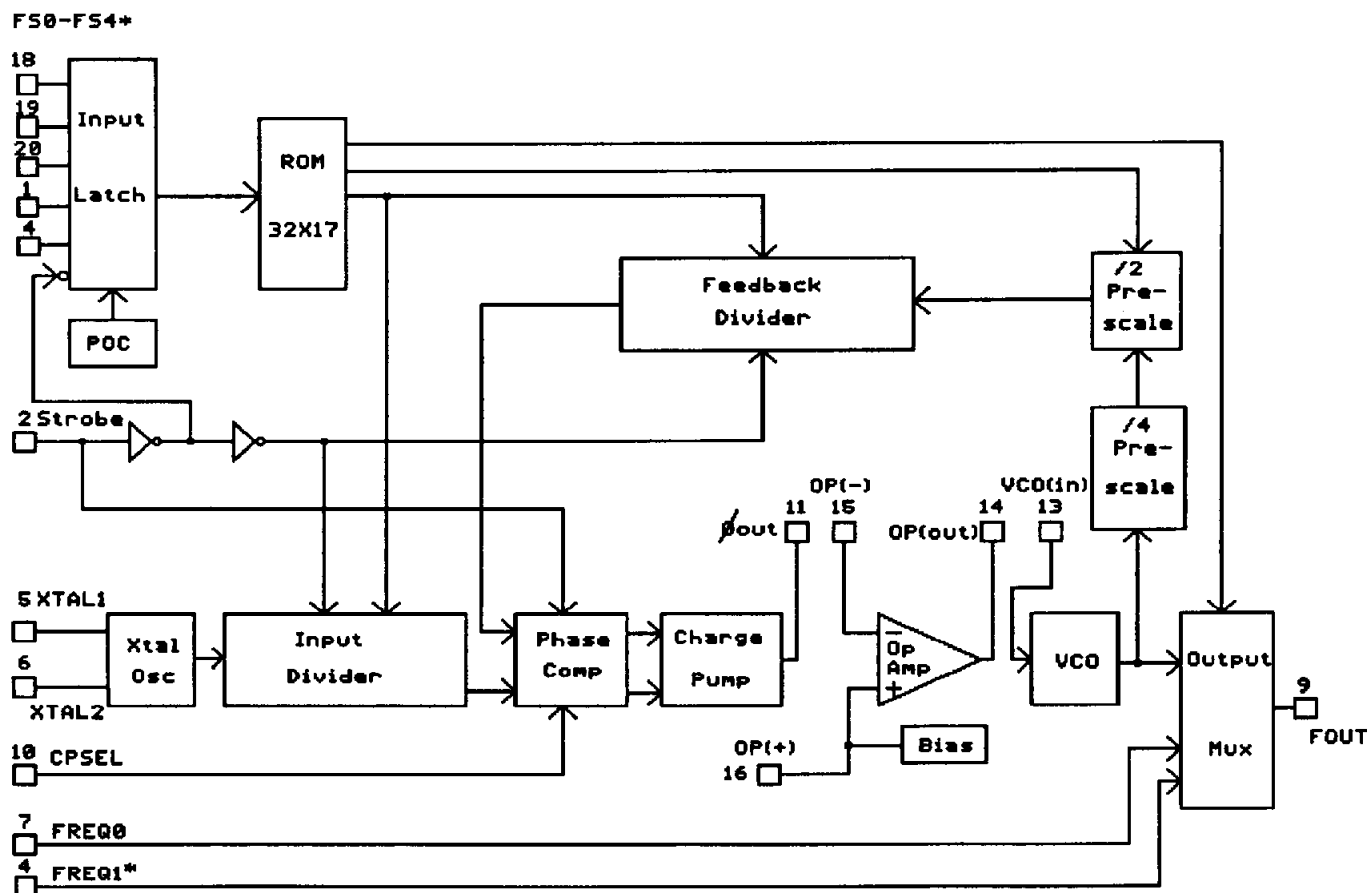 FS0-FS4*
18
19
20
1
4
Input
Latch
POC
ROM
32X17
Feedback
Divider
/2
Pre-
scale
/4
Pre-
scale
2 Strobe
OP(-)
15
11
Øout
14
OP(out)
VCO(in)
13
5 XTAL1
6
XTAL2
Xtal
Osc
Input
Divider
Phase
Comp
Charge
Pump
-
Op
Amp
+
VCO
Output
Mux
9
FOUT
OP(+)
16
Bias
10 CPSEL
7 FREQ0
4 FREQ1*